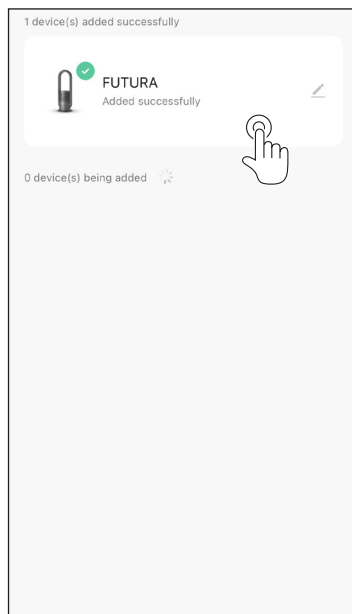 1 device(s) added successfully
FUTURA
Added successfully
0 device(s) being added